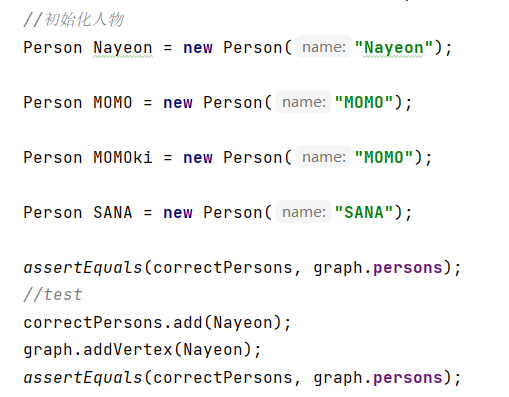 //初始化人物
Person Nayeon = new Person( name: "Nayeon");
Person MOMO = new Person( name: "MOMO");
Person MOMOki = new Person( name: "MOMO");
Person SANA = new Person( name: "SANA");
assertEquals(correctPersons, graph.persons);
//test
correctPersons.add(Nayeon);
graph.addVertex(Nayeon);
assertEquals(correctPersons, graph.persons);